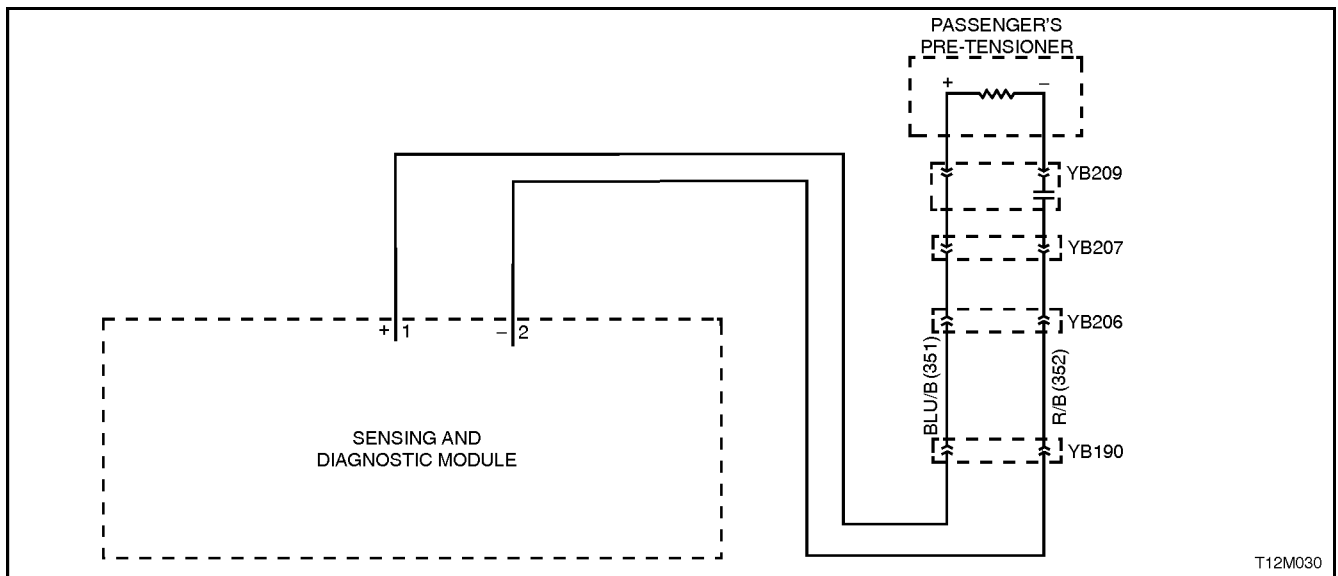 PASSENGER'S
PRE-TENSIONER
+ −
YB209
YB207
YB206
+ 1 − 2
BLU/B (351)
R/B (352)
SENSING AND
DIAGNOSTIC MODULE
YB190
T12M030